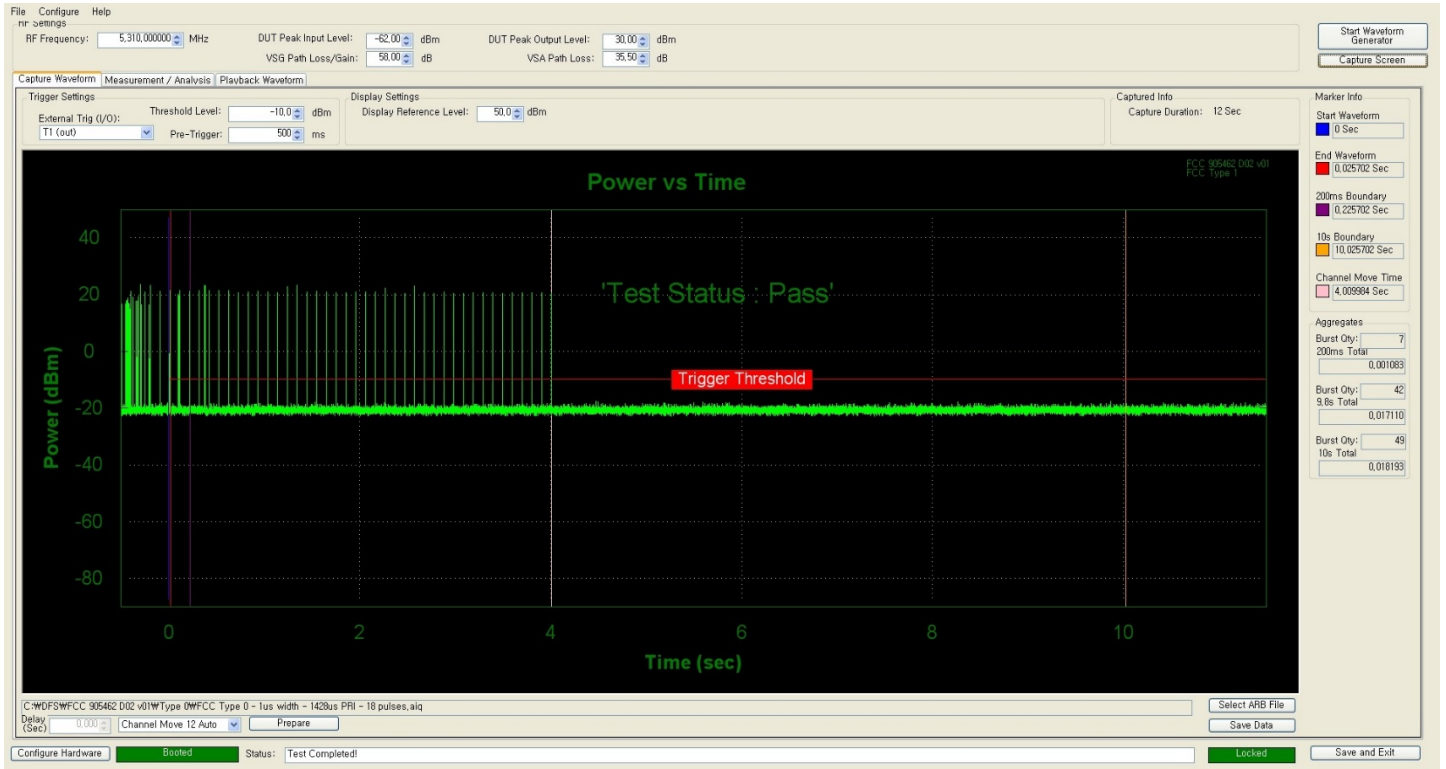 File Configure Help
RF Settings
RF Frequency: 5,310,000000 MHz DUT Peak Input Level: -62,00 dBm DUT Peak Output Level: 30,00 dBm
VSG Path Loss/Gain: 58,00 dB VSA Path Loss: 35,50 dB
Start Waveform Generator
Capture Screen
Capture Waveform Measurement / Analysis Playback Waveform
Trigger Settings
External Trig (I/O): T1 (out)
Threshold Level: -10,0 dBm
Pre-Trigger: 500 ms
Display Settings
Display Reference Level: 50,0 dBm
Captured Info
Capture Duration: 12 Sec
FCC 905462 D02 v01
FCC Type 1
Power vs Time
'Test Status : Pass'
Trigger Threshold
Power (dBm)
40
20
0
-20
-40
-60
-80
0 2 4 6 8 10
Time (sec)
Marker Info
Start Waveform
0 Sec
End Waveform
0,025702 Sec
200ms Boundary
0,225702 Sec
10s Boundary
10,025702 Sec
Channel Move Time
4,009984 Sec
Aggregates
Burst Qty: 7
200ms Total
0,001083
Burst Qty: 42
9,8s Total
0,017110
Burst Qty: 49
10s Total
0,018193
C:₩DFS₩FCC 905462 D02 v01₩Type 0₩FCC Type 0 - 1us width - 1428us PRI - 18 pulses,aiq
Select ARB File
Delay (Sec) 0,000 Channel Move 12 Auto Prepare
Save Data
Configure Hardware Booted Status: Test Completed! Locked Save and Exit